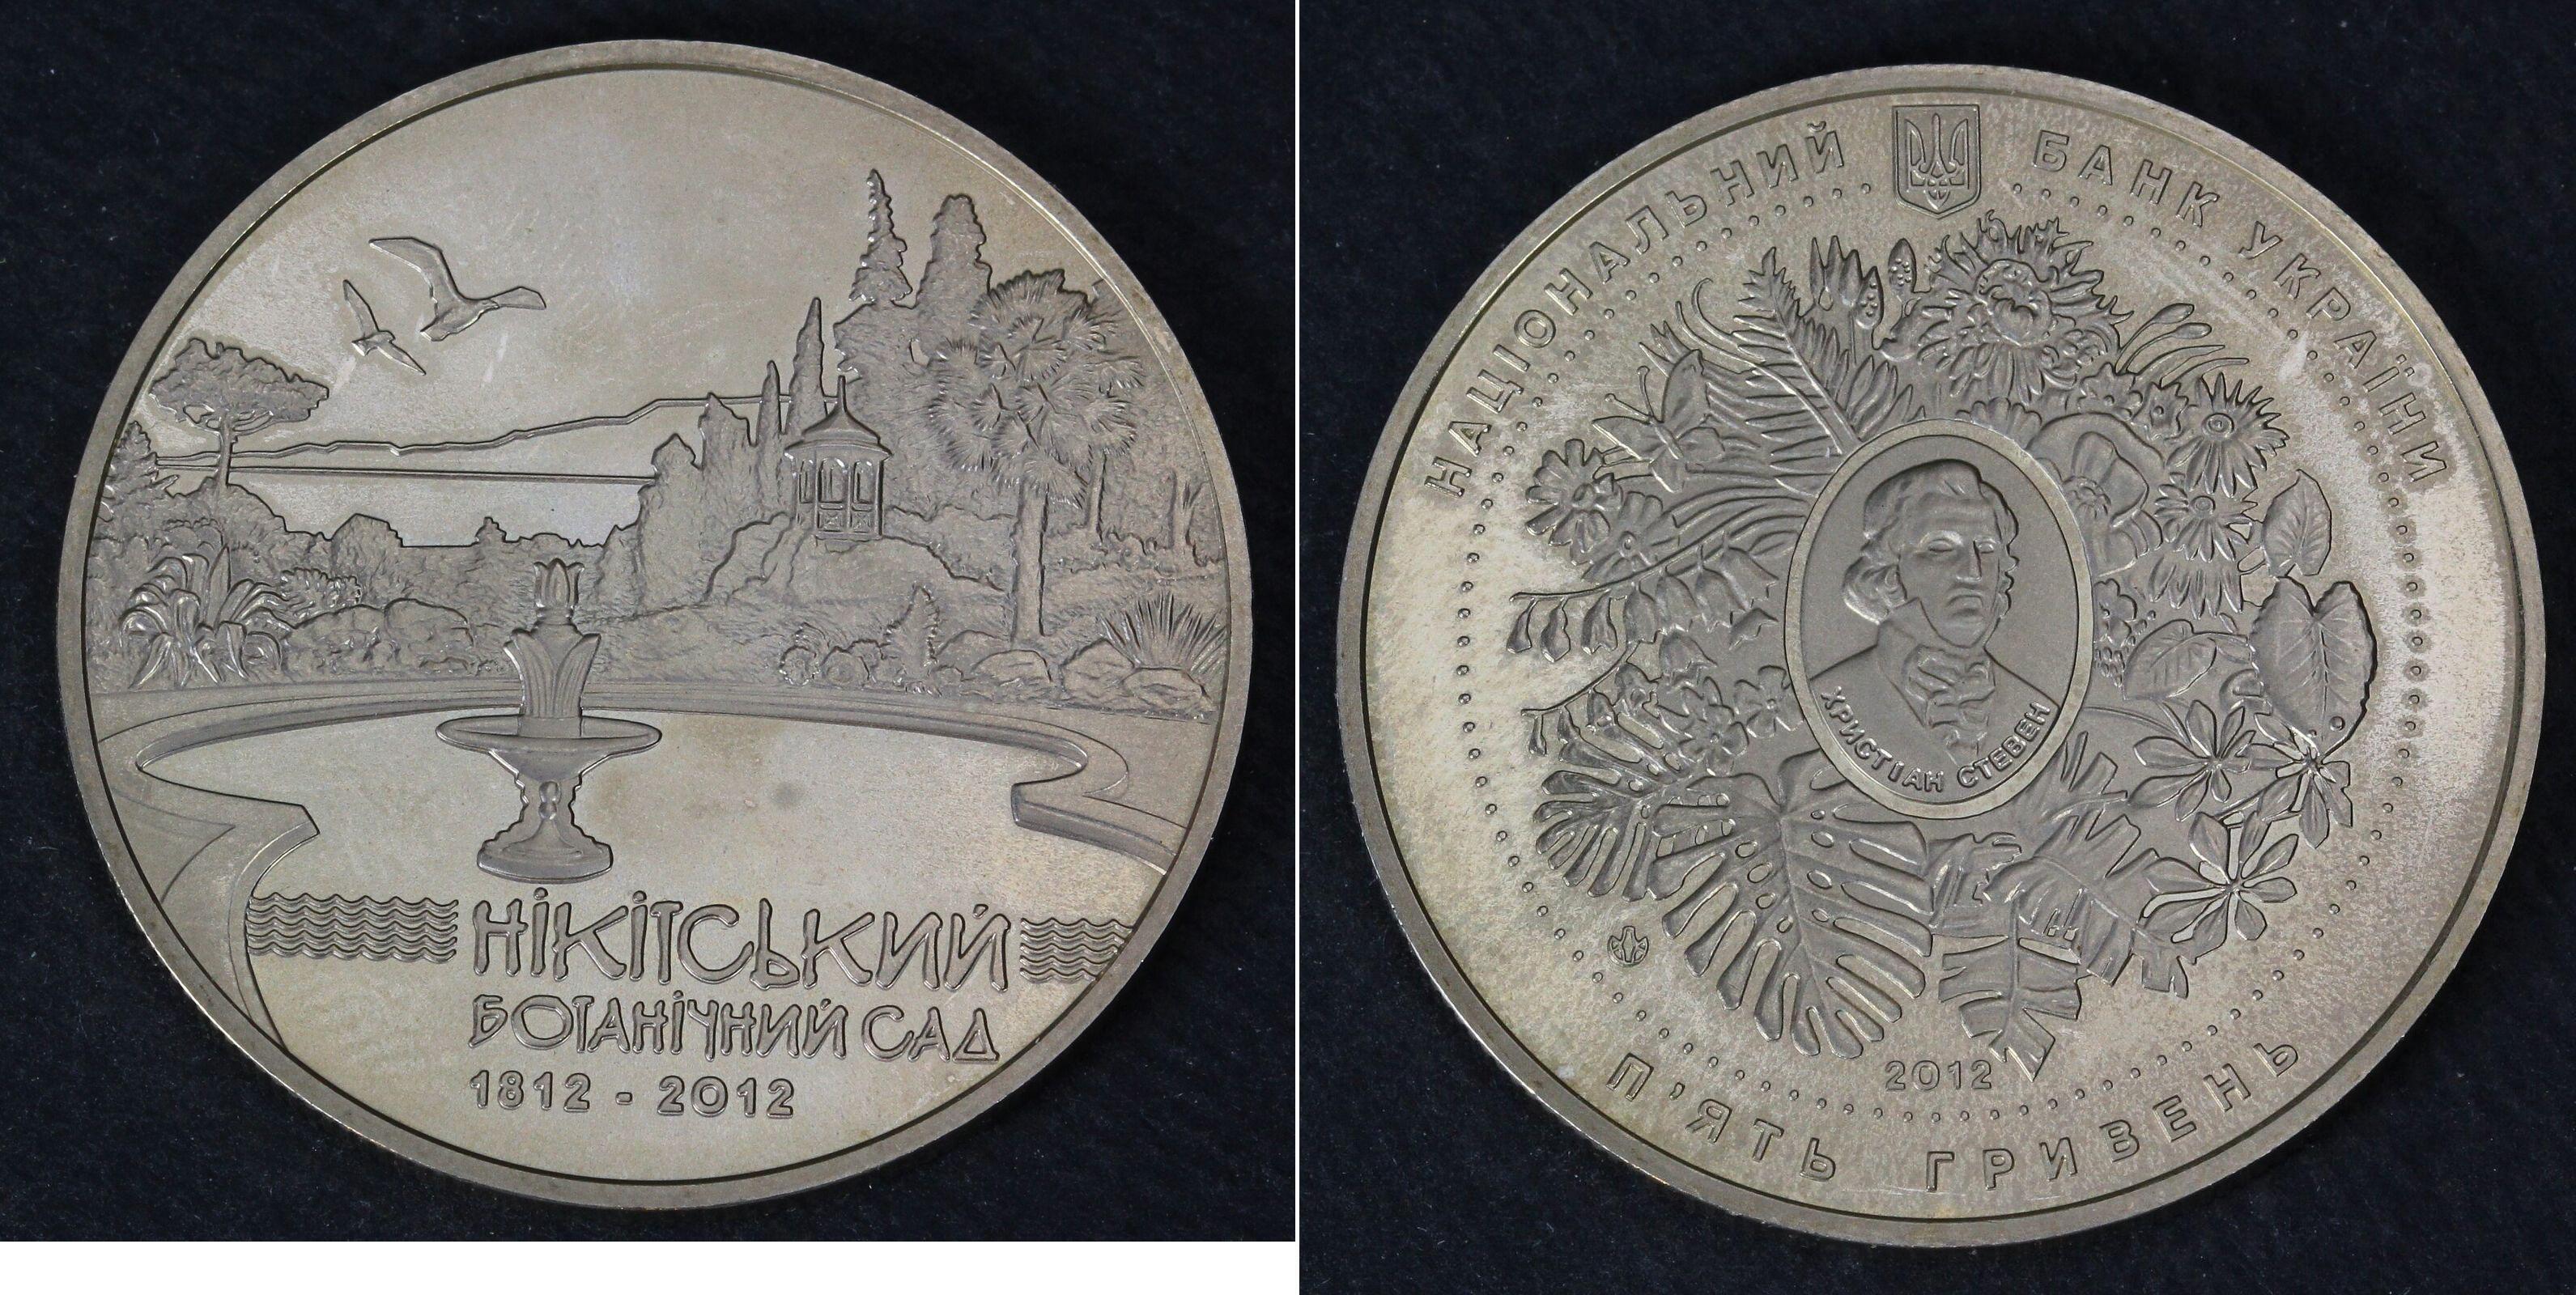 НІКІТСЬКИЙ
БОТАНІЧНИЙ САД
1812 - 2012
НАЦІОНАЛЬНИЙ БАНК УКРАЇНИ
ХРИСТІАН СТЕВЕН
2012
П'ЯТЬ ГРИВЕНЬ